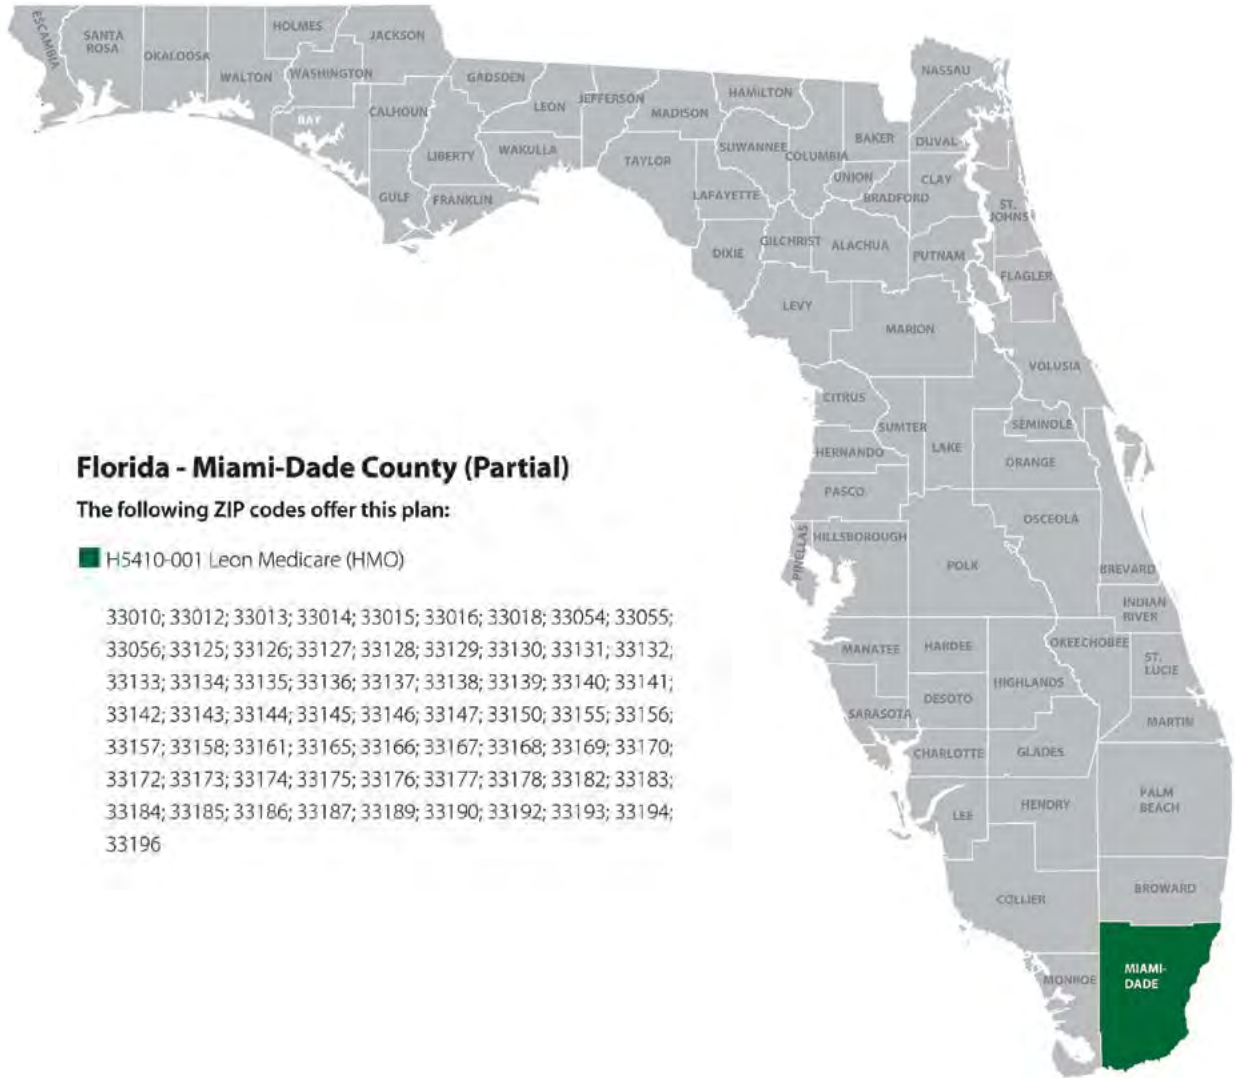 ESCAMBIA
SANTA
ROSA
OKALOOSA
WALTON
HOLMES
WASHINGTON
JACKSON
BAY
CALHOUN
GULF
GADSDEN
LIBERTY
FRANKLIN
LEON
WAKULLA
JEFFERSON
MADISON
TAYLOR
HAMILTON
SUWANNEE
LAFAYETTE
DIXIE
COLUMBIA
GILCHRIST
LEVY
BAKER
UNION
BRADFORD
ALACHUA
NASSAU
DUVAL
CLAY
ST.
JOHNS
PUTNAM
FLAGLER
MARION
VOLUSIA
CITRUS
SUMTER
LAKE
SEMINOLE
HERNANDO
ORANGE
PASCO
OSCEOLA
PINELLAS
HILLSBOROUGH
POLK
BREVARD
INDIAN
RIVER
MANATEE
HARDEE
OKEECHOBEE
ST.
LUCIE
HIGHLANDS
DESOTO
SARASOTA
MARTIN
CHARLOTTE
GLADES
PALM
BEACH
LEE
HENDRY
BROWARD
COLLIER
MONROE
MIAMI-
DADE
Florida - Miami-Dade County (Partial)
The following ZIP codes offer this plan:
H5410-001 Leon Medicare (HMO)
33010; 33012; 33013; 33014; 33015; 33016; 33018; 33054; 33055;
33056; 33125; 33126; 33127; 33128; 33129; 33130; 33131; 33132;
33133; 33134; 33135; 33136; 33137; 33138; 33139; 33140; 33141;
33142; 33143; 33144; 33145; 33146; 33147; 33150; 33155; 33156;
33157; 33158; 33161; 33165; 33166; 33167; 33168; 33169; 33170;
33172; 33173; 33174; 33175; 33176; 33177; 33178; 33182; 33183;
33184; 33185; 33186; 33187; 33189; 33190; 33192; 33193; 33194;
33196